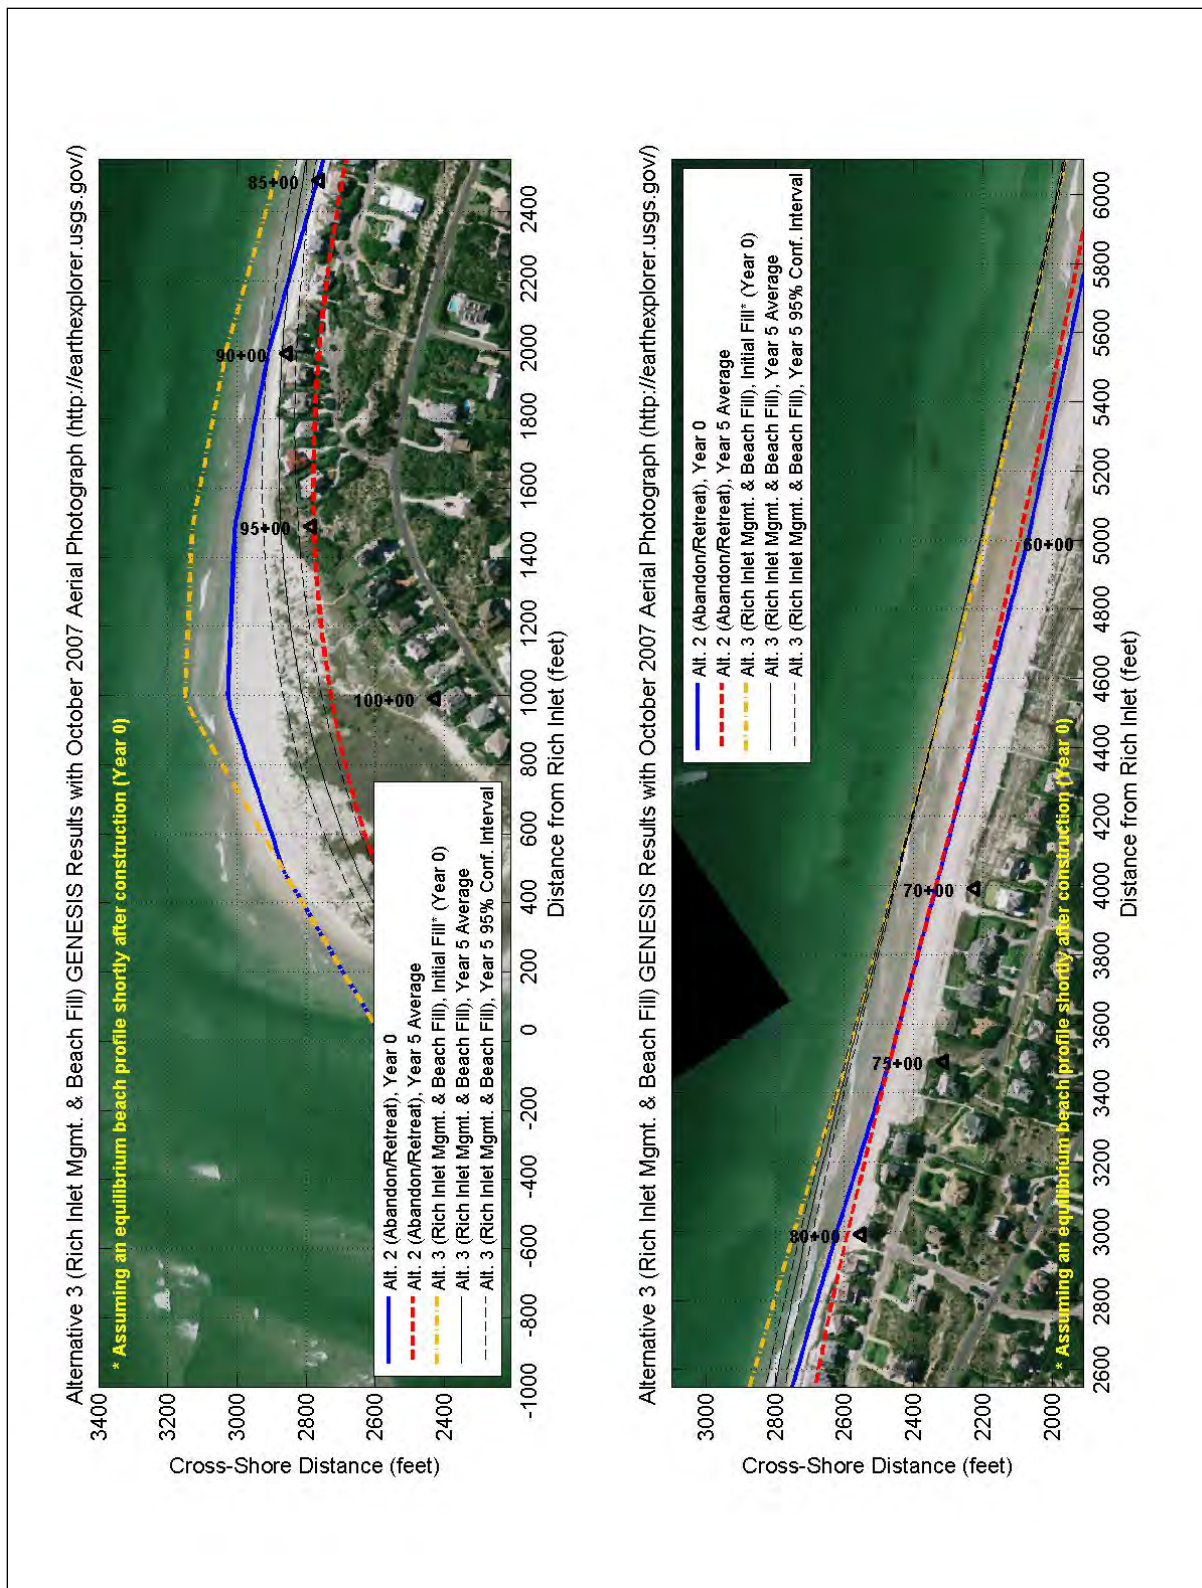 Alternative 3 (Rich Inlet Mgmt. & Beach Fill) GENESIS Results with October 2007 Aerial Photograph (http://earthexplorer.usgs.gov/)
* Assuming an equilibrium beach profile shortly after construction (Year 0)
Cross-Shore Distance (feet)
3400
3200
3000
2800
2600
2400
100+00
95+00
90+00
85+00
Alt. 2 (Abandon/Retreat), Year 0
Alt. 2 (Abandon/Retreat), Year 5 Average
Alt. 3 (Rich Inlet Mgmt. & Beach Fill), Initial Fill* (Year 0)
Alt. 3 (Rich Inlet Mgmt. & Beach Fill), Year 5 Average
Alt. 3 (Rich Inlet Mgmt. & Beach Fill), Year 5 95% Conf. Interval
-1000 -800 -600 -400 -200 0 200 400 600 800 1000 1200 1400 1600 1800 2000 2200 2400
Distance from Rich Inlet (feet)
Alternative 3 (Rich Inlet Mgmt. & Beach Fill) GENESIS Results with October 2007 Aerial Photograph (http://earthexplorer.usgs.gov/)
Cross-Shore Distance (feet)
3000
2800
2600
2400
2200
2000
Alt. 2 (Abandon/Retreat), Year 0
Alt. 2 (Abandon/Retreat), Year 5 Average
Alt. 3 (Rich Inlet Mgmt. & Beach Fill), Initial Fill* (Year 0)
Alt. 3 (Rich Inlet Mgmt. & Beach Fill), Year 5 Average
Alt. 3 (Rich Inlet Mgmt. & Beach Fill), Year 5 95% Conf. Interval
80+00
75+00
70+00
60+00
* Assuming an equilibrium beach profile shortly after construction (Year 0)
2600 2800 3000 3200 3400 3600 3800 4000 4200 4400 4600 4800 5000 5200 5400 5600 5800 6000
Distance from Rich Inlet (feet)